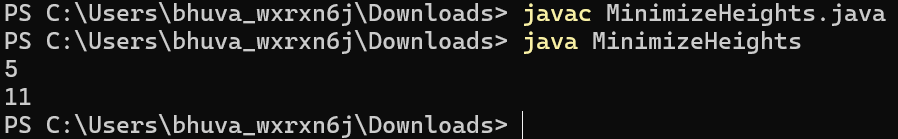 PS C:\Users\bhuva_wxrxn6j\Downloads> javac MinimizeHeights.java
PS C:\Users\bhuva_wxrxn6j\Downloads> java MinimizeHeights
5
11
PS C:\Users\bhuva_wxrxn6j\Downloads>